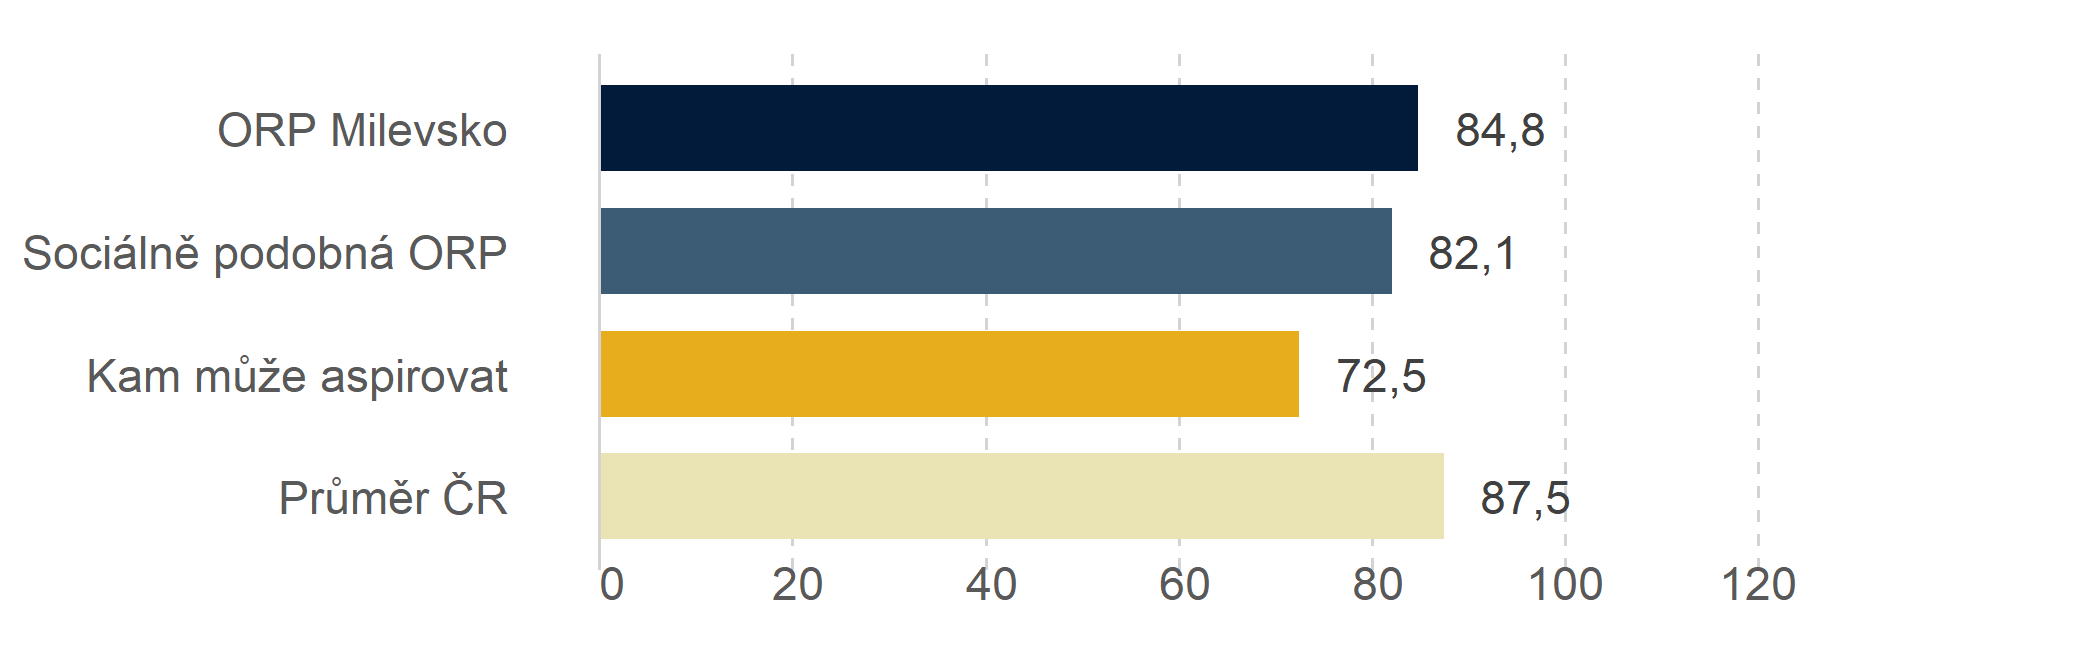 ORP Milevsko
84,8
Sociálně podobná ORP
82,1
Kam může aspirovat
72,5
Průměr ČR
87,5
0 20 40 60 80 100 120